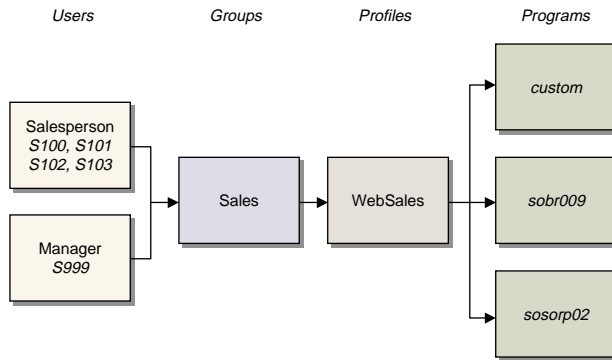 Users
Groups
Profiles
Programs
Salesperson
S100, S101
S102, S103
Manager
S999
Sales
WebSales
custom
sobr009
sosorp02